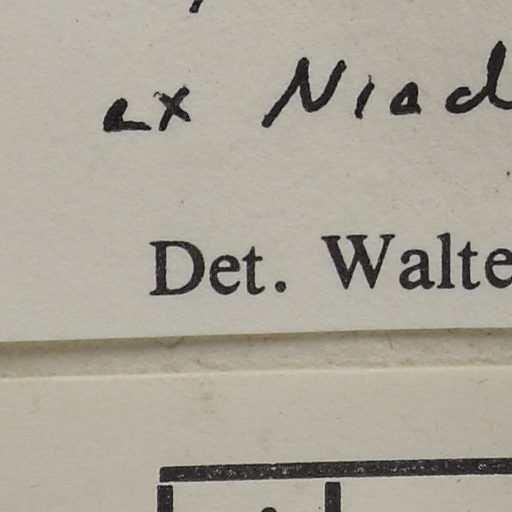 ex Niad
Det. Walte